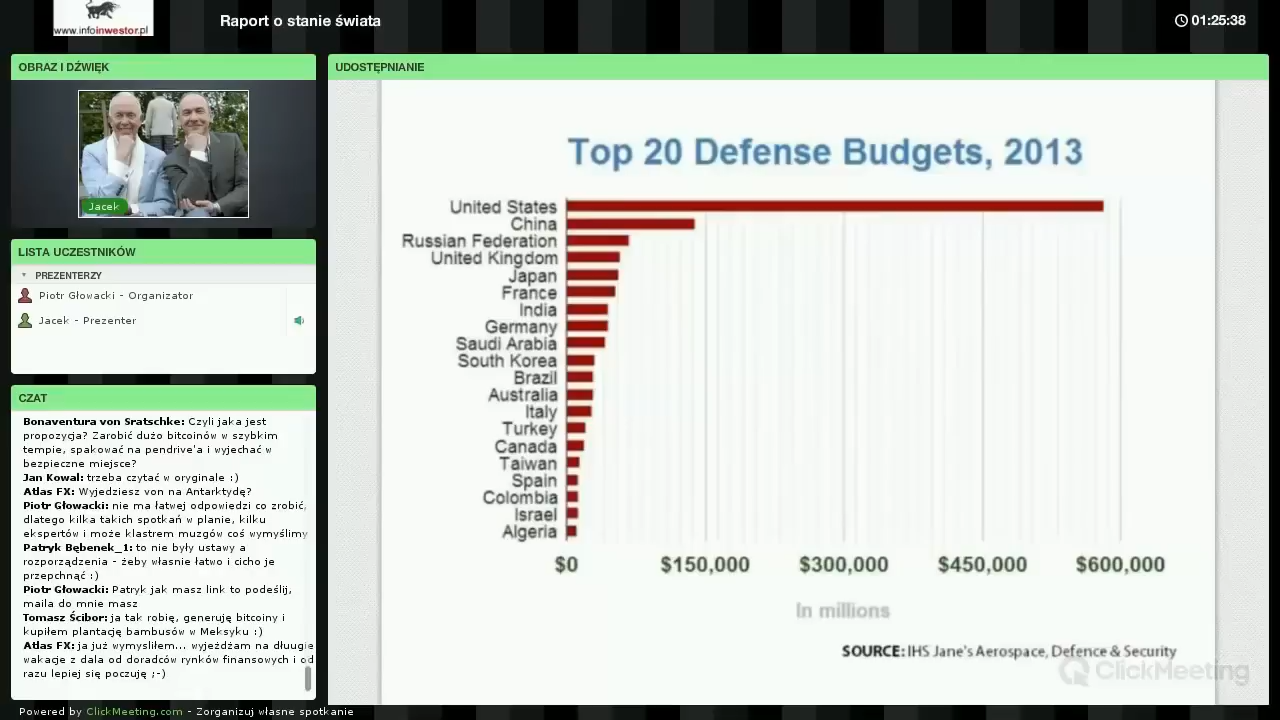 www.infoinwestor.pl
Raport o stanie świata
01:25:38
OBRAZ I DŹWIĘK
Jacek
LISTA UCZESTNIKÓW
PREZENTERZY
Piotr Głowacki - Organizator
Jacek - Prezenter
CZAT
Bonaventura von Sratschke: Czyli jaka jest
propozycja? Zarobić dużo bitcoinów w szybkim
tempie, spakować na pendrive'a i wyjechać w
bezpieczne miejsce?
Jan Kowal: trzeba czytać w oryginale :)
Atlas FX: Wyjedziesz von na Antarktydę?
Piotr Głowacki: nie ma łatwej odpowiedzi co zrobić,
dlatego kilka takich spotkań w planie, kilku
ekspertów i może klastrem muzgów coś wymyślimy
Patryk Bębenek_1: to nie były ustawy a
rozporządzenia - żeby własnie łatwo i cicho je
przepchnąć :)
Piotr Głowacki: Patryk jak masz link to podeślij,
maila do mnie masz
Tomasz Ścibor: ja tak robię, generuję bitcoiny i
kupiłem plantację bambusów w Meksyku :)
Atlas FX: ja już wymysliłem... wyjeżdżam na dłuugie
wakacje z dala od doradców rynków finansowych i od
razu lepiej się poczuję ;-)
Powered by ClickMeeting.com - Zorganizuj własne spotkanie
UDOSTĘPNIANIE
Top 20 Defense Budgets, 2013
United States
China
Russian Federation
United Kingdom
Japan
France
India
Germany
Saudi Arabia
South Korea
Brazil
Australia
Italy
Turkey
Canada
Taiwan
Spain
Colombia
Israel
Algeria
$0 $150,000 $300,000 $450,000 $600,000
In millions
SOURCE: IHS Jane's Aerospace, Defence & Security
ClickMeeting